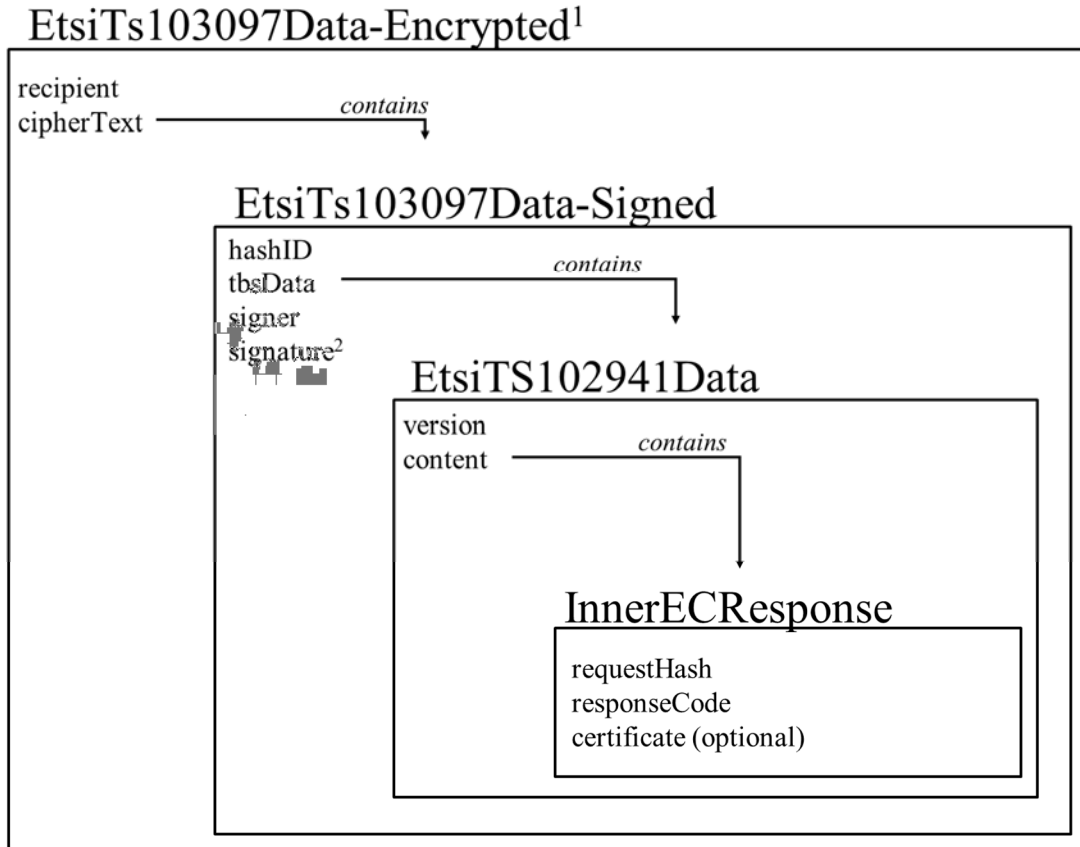 EtsiTs103097Data-Encrypted¹
recipient
cipherText
contains
EtsiTs103097Data-Signed
hashID
tbsData
contains
signer
signature²
EtsiTS102941Data
version
content
contains
InnerECResponse
requestHash
responseCode
certificate (optional)